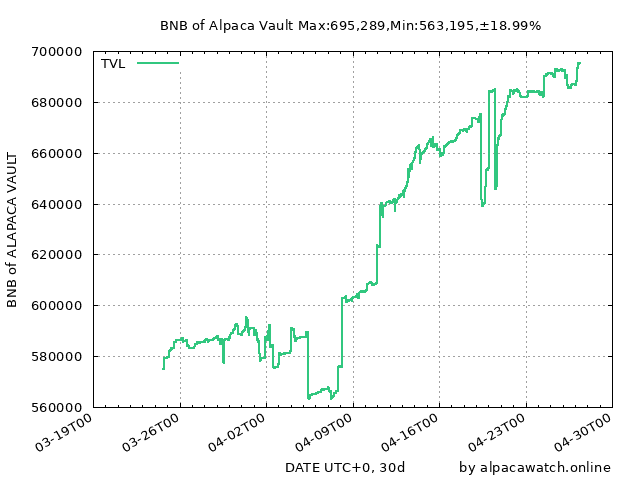 BNB of Alpaca Vault Max:695,289,Min:563,195,±18.99%
TVL
700000
680000
660000
640000
620000
600000
580000
560000
BNB of ALAPACA VAULT
03-19T00
03-26T00
04-02T00
04-09T00
04-16T00
04-23T00
04-30T00
DATE UTC+0, 30d
by alpacawatch.online